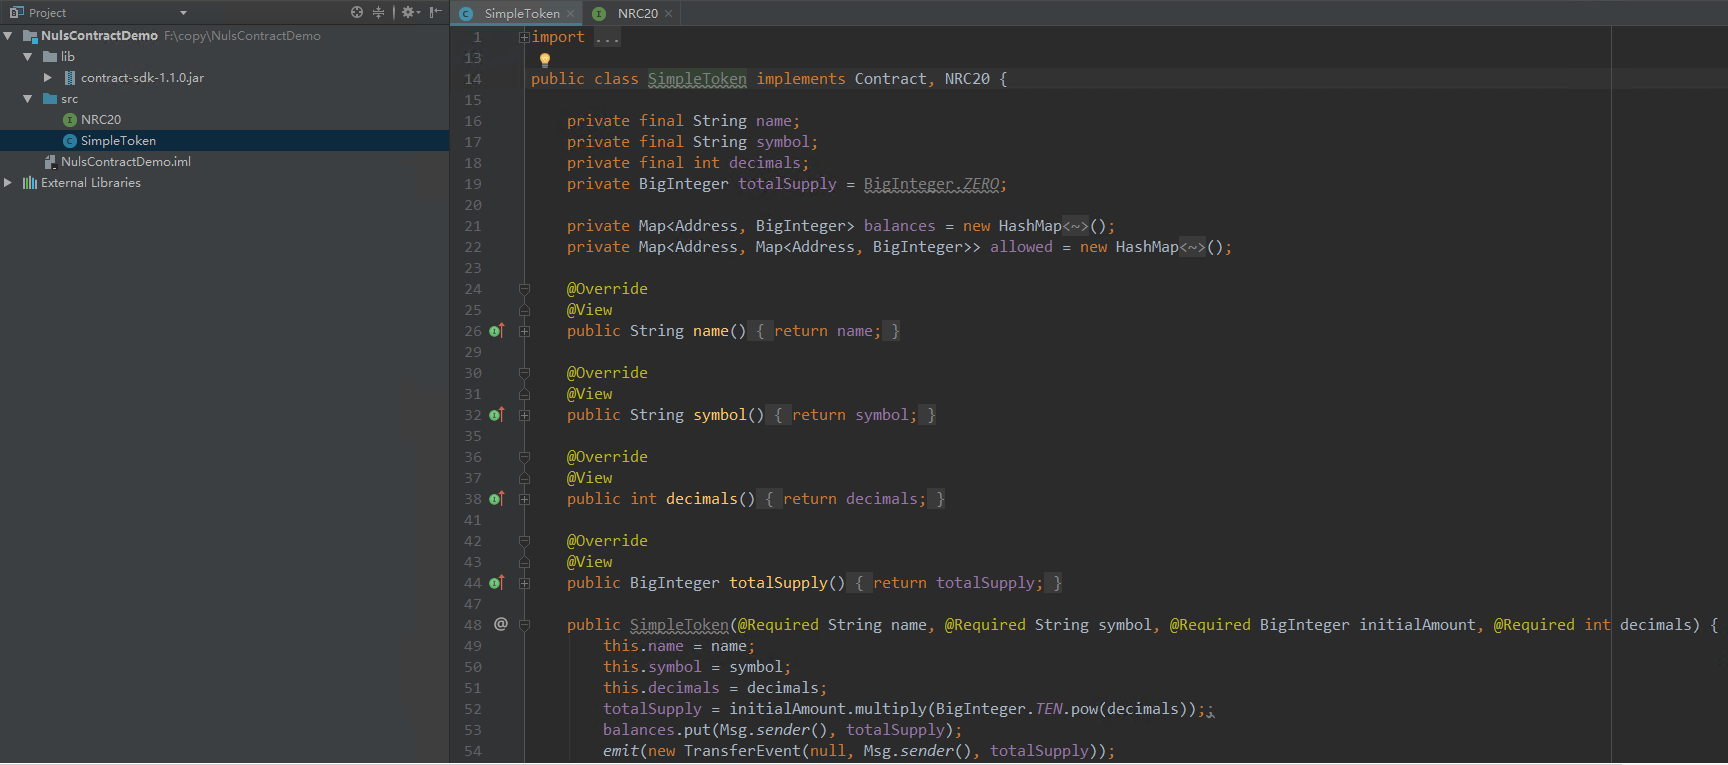 Project
NulsContractDemo F:\copy\NulsContractDemo
lib
contract-sdk-1.1.0.jar
src
NRC20
SimpleToken
NulsContractDemo.iml
External Libraries
SimpleToken NRC20
1 import ...
13
14 public class SimpleToken implements Contract, NRC20 {
15
16 private final String name;
17 private final String symbol;
18 private final int decimals;
19 private BigInteger totalSupply = BigInteger.ZERO;
20
21 private Map<Address, BigInteger> balances = new HashMap<~>();
22 private Map<Address, Map<Address, BigInteger>> allowed = new HashMap<~>();
23
24 @Override
25 @View
26 public String name() { return name; }
29
30 @Override
31 @View
32 public String symbol() { return symbol; }
35
36 @Override
37 @View
38 public int decimals() { return decimals; }
41
42 @Override
43 @View
44 public BigInteger totalSupply() { return totalSupply; }
47
48 @ public SimpleToken(@Required String name, @Required String symbol, @Required BigInteger initialAmount, @Required int decimals) {
49 this.name = name;
50 this.symbol = symbol;
51 this.decimals = decimals;
52 totalSupply = initialAmount.multiply(BigInteger.TEN.pow(decimals));;
53 balances.put(Msg.sender(), totalSupply);
54 emit(new TransferEvent(null, Msg.sender(), totalSupply));